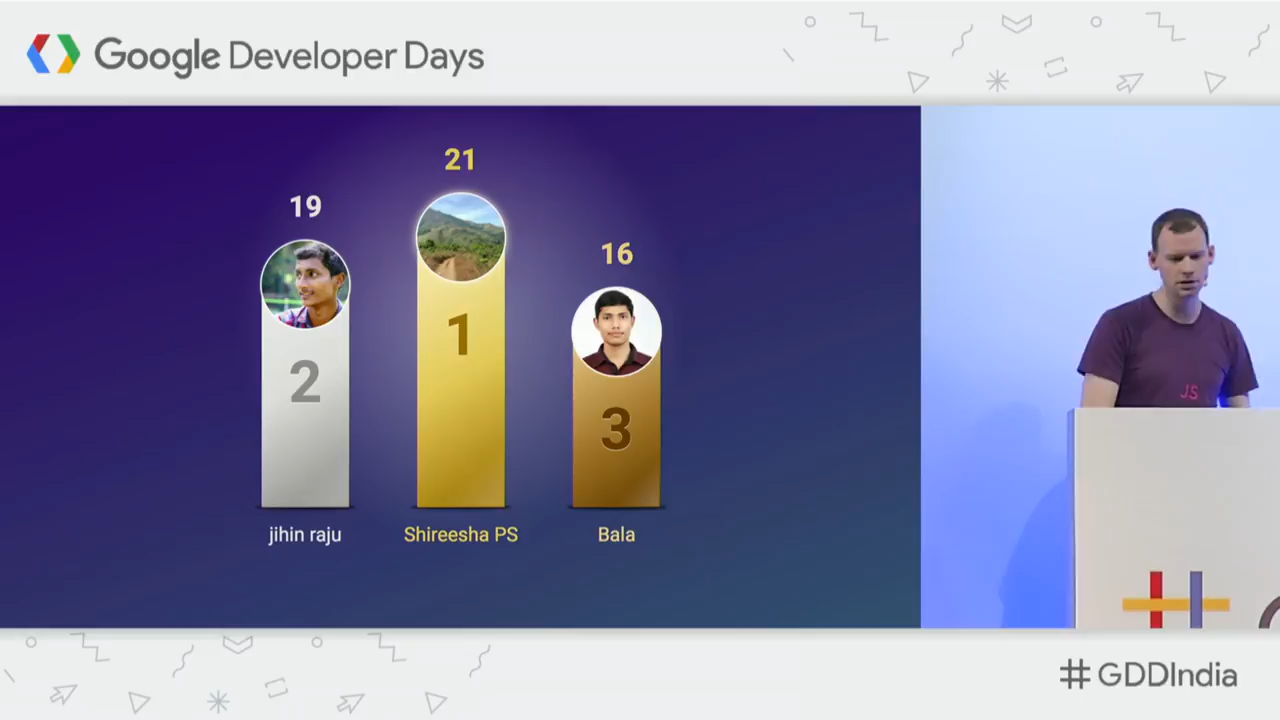 Google Developer Days
21
19
16
1
2
3
jihin raju
Shireesha PS
Bala
JS
#
#GDDIndia